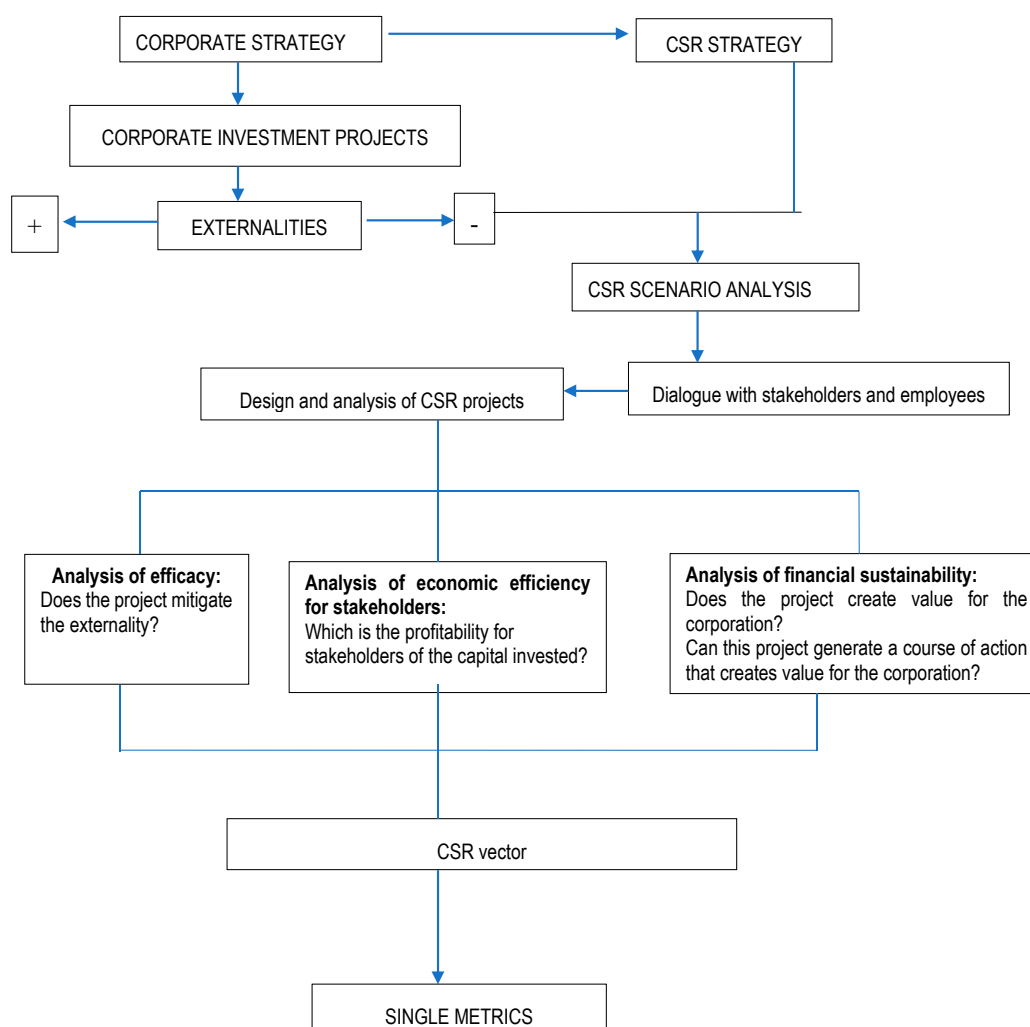 CORPORATE STRATEGY
CSR STRATEGY
CORPORATE INVESTMENT PROJECTS
+
EXTERNALITIES
-
CSR SCENARIO ANALYSIS
Design and analysis of CSR projects
Dialogue with stakeholders and employees
Analysis of efficacy:
Does the project mitigate
the externality?
Analysis of economic efficiency
for stakeholders:
Which is the profitability for
stakeholders of the capital invested?
Analysis of financial sustainability:
Does the project create value for the
corporation?
Can this project generate a course of action
that creates value for the corporation?
CSR vector
SINGLE METRICS